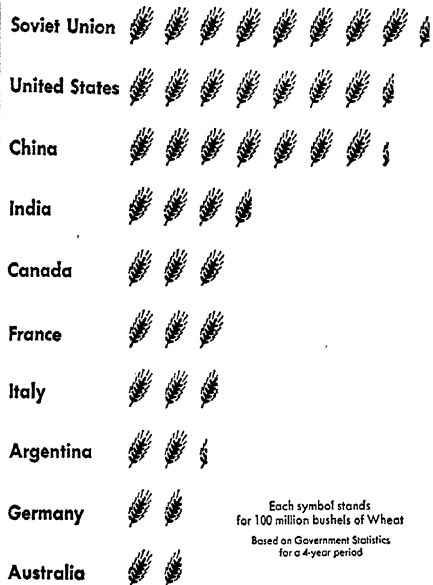 Soviet Union
United States
China
India
Canada
France
Italy
Argentina
Germany
Australia
Each symbol stands
for 100 million bushels of Wheat
Based on Government Statistics
for a 4-year period